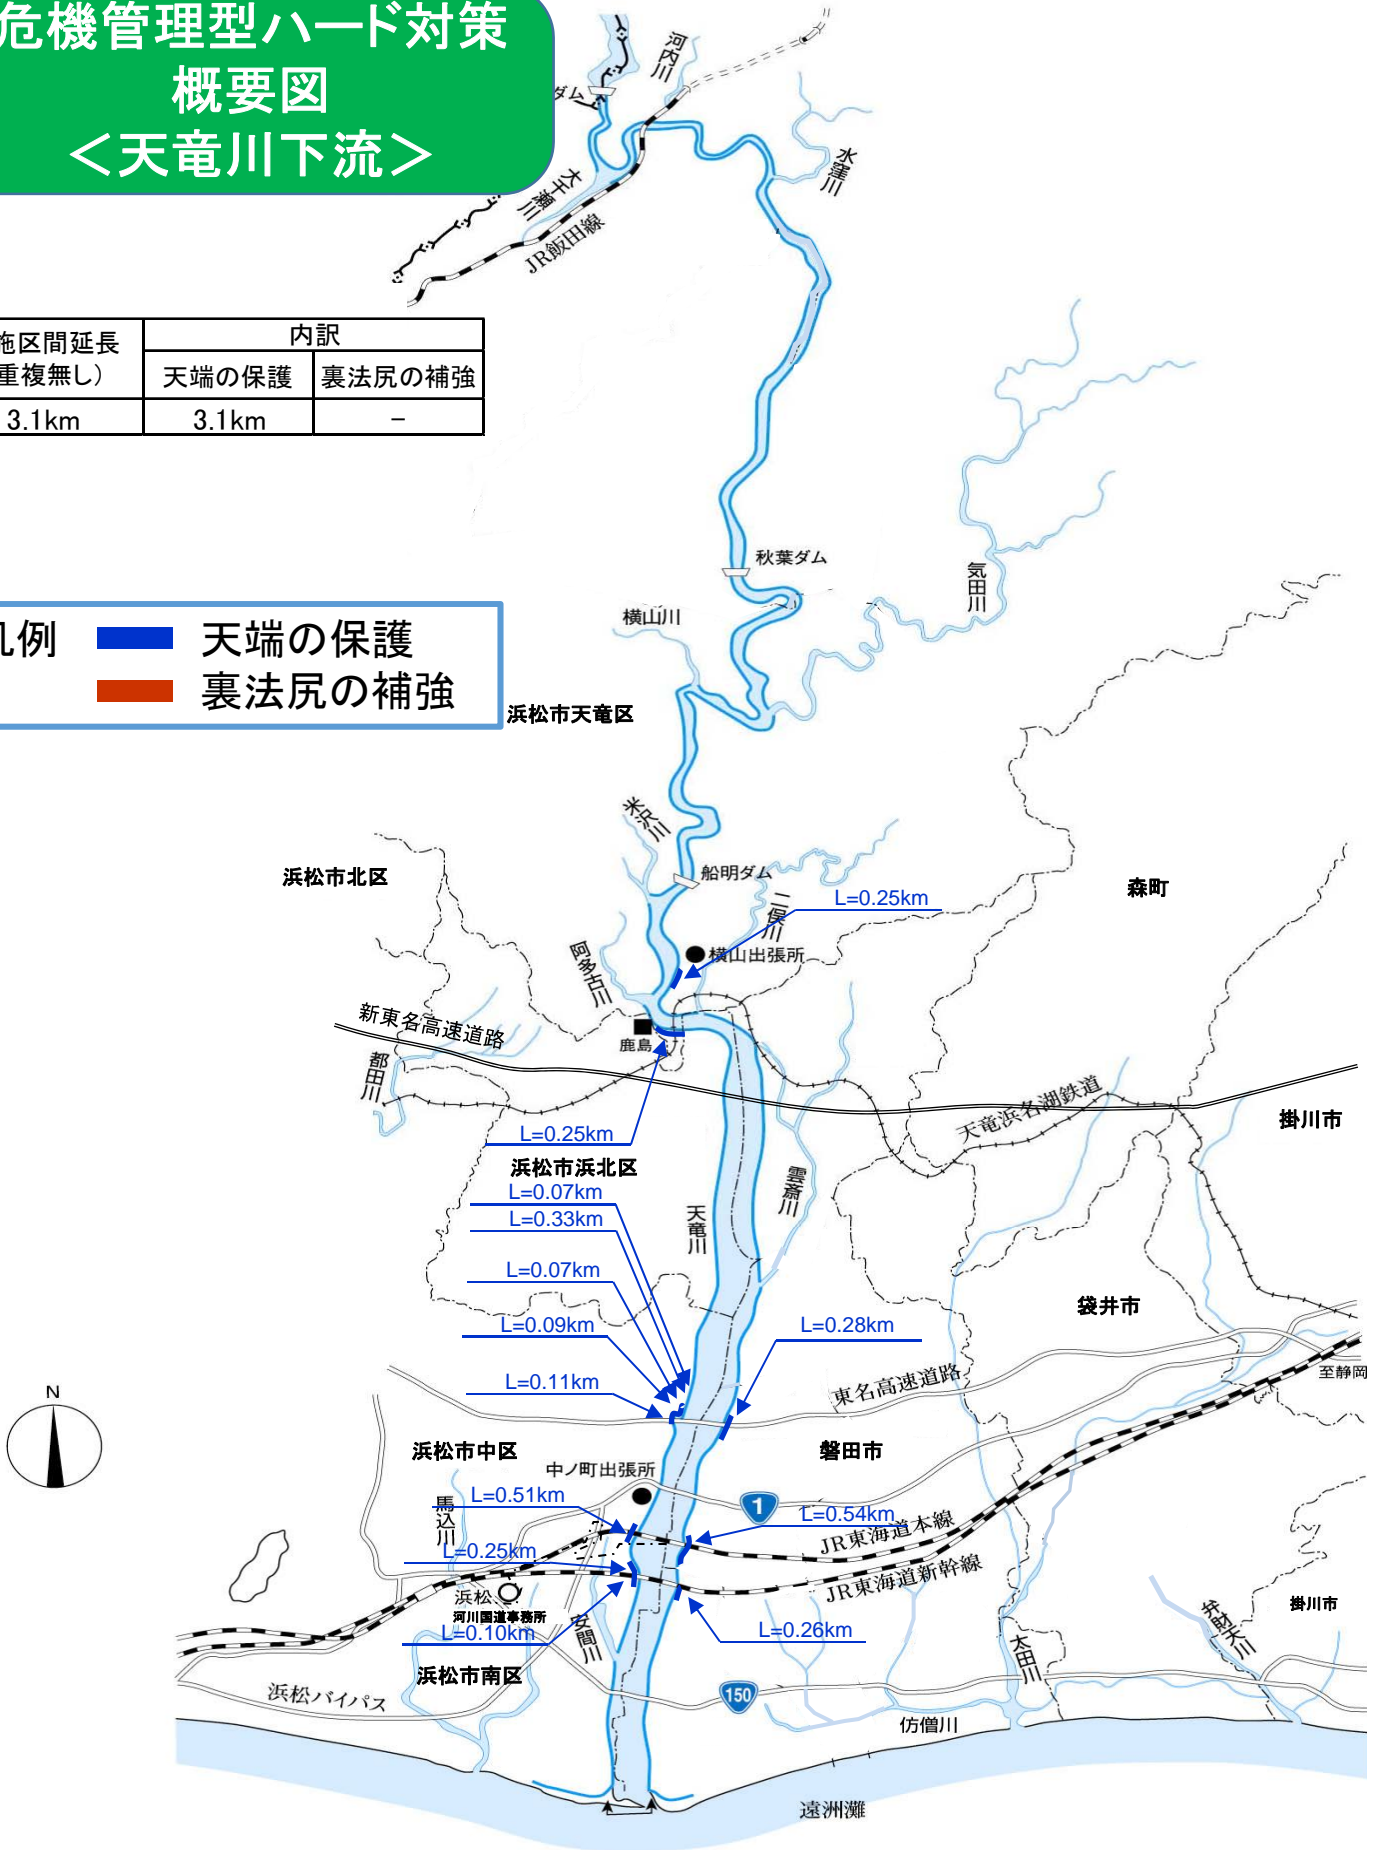 危機管理型ハード対策
概要図
＜天竜川下流＞
ダム
河内川
水窪川
大千瀬川
JR飯田線
施区間延長
重複無し）
内訳
天端の保護
裏法尻の補強
3.1km
3.1km
−
凡例
天端の保護
裏法尻の補強
秋葉ダム
気田川
横山川
浜松市天竜区
米沢川
船明ダム
浜松市北区
森町
二俣川
L=0.25km
横山出張所
阿多古川
新東名高速道路
鹿島
都田川
天竜浜名湖鉄道
掛川市
L=0.25km
浜松市浜北区
雲斎川
L=0.07km
L=0.33km
天竜川
L=0.07km
袋井市
L=0.09km
L=0.28km
東名高速道路
至静岡
L=0.11km
N
浜松市中区
磐田市
中ノ町出張所
L=0.51km
馬込川
1
L=0.54km
JR東海道本線
L=0.25km
JR東海道新幹線
浜松
河川国道事務所
安間川
L=0.10km
L=0.26km
太田川
弁財天川
掛川市
浜松市南区
浜松バイパス
150
仿僧川
遠洲灘